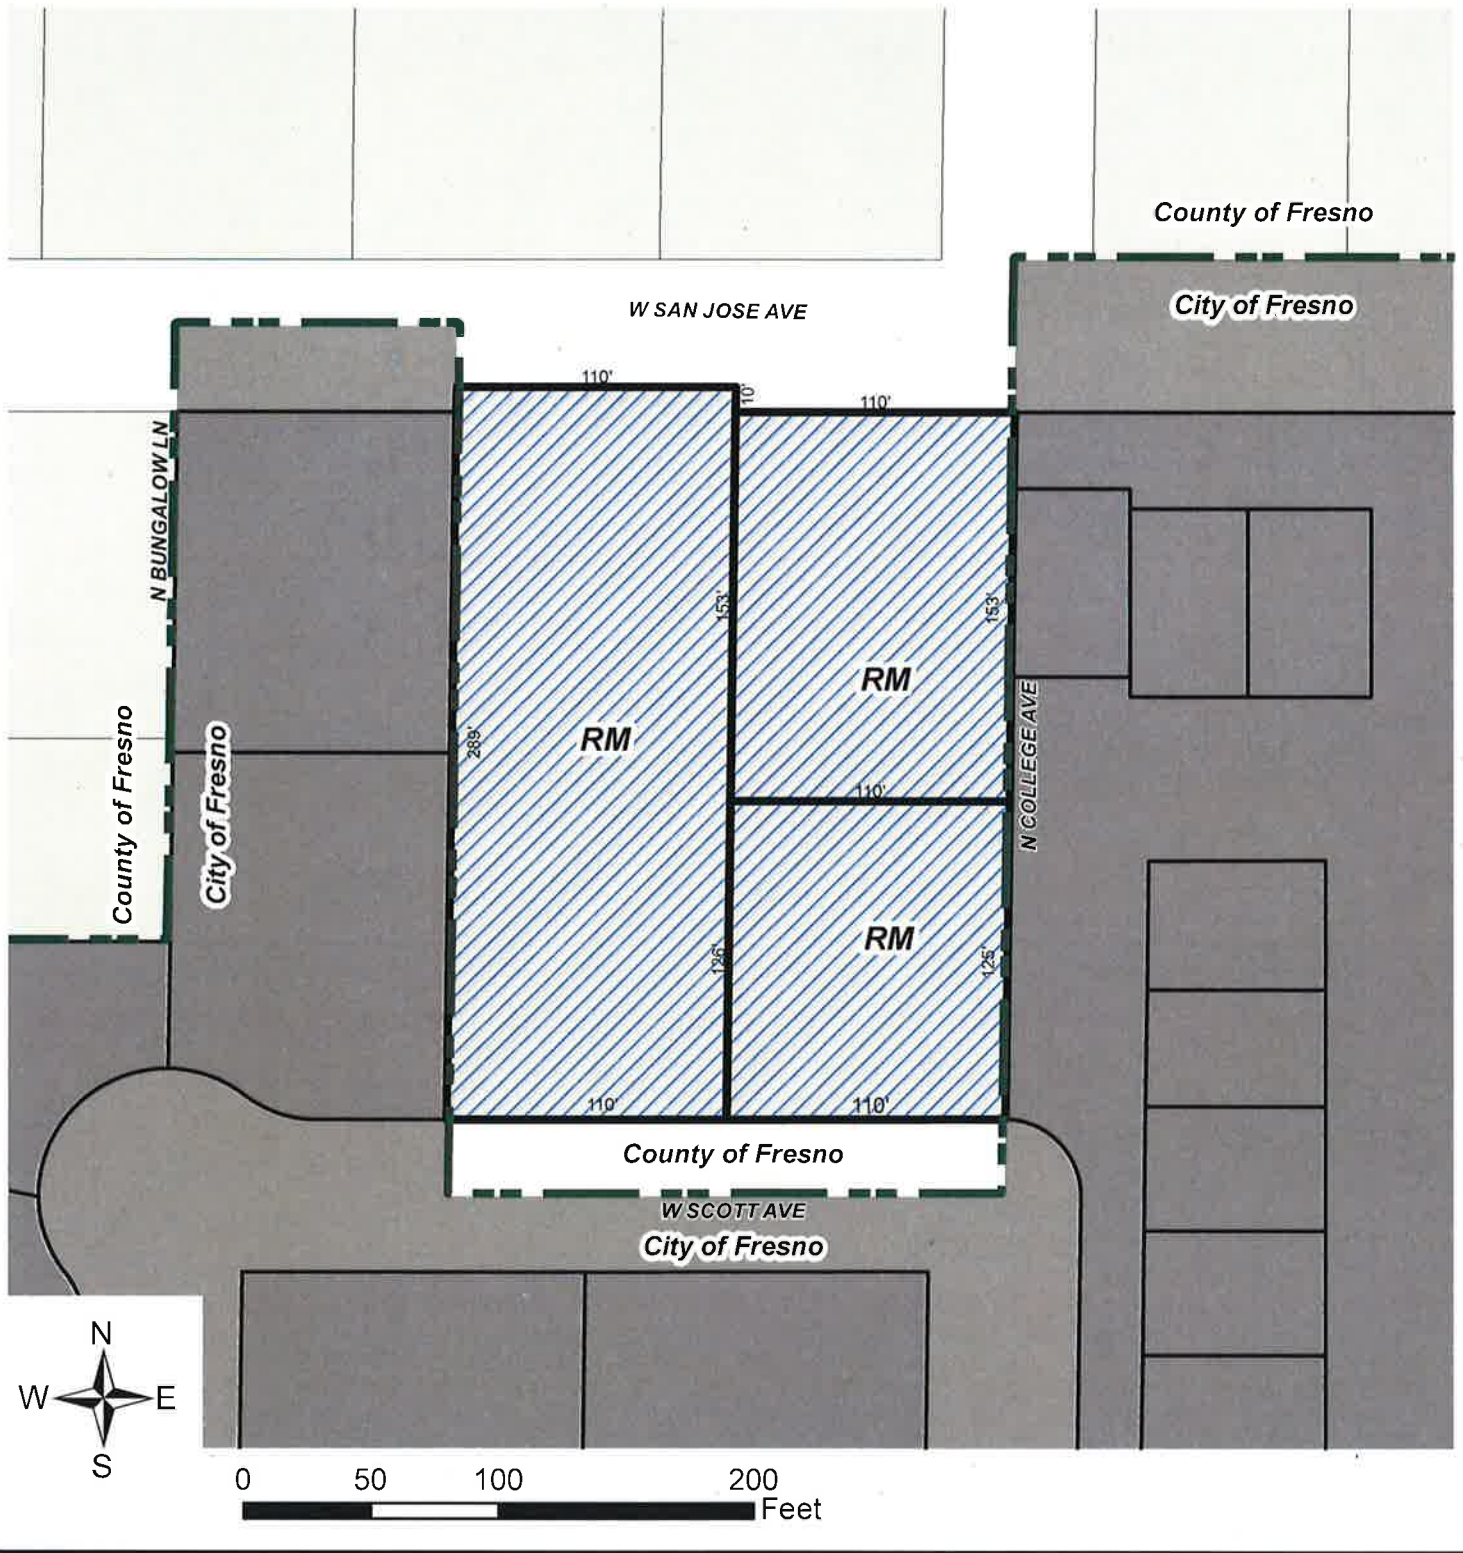 County of Fresno
City of Fresno
W SAN JOSE AVE
110'
10'
110'
N BUNGALOW LN
153'
153'
RM
N COLLEGE AVE
289'
RM
110'
County of Fresno
City of Fresno
RM
126'
125'
110'
110'
County of Fresno
W SCOTT AVE
City of Fresno
N
W E
S
0 50 100 200
Feet